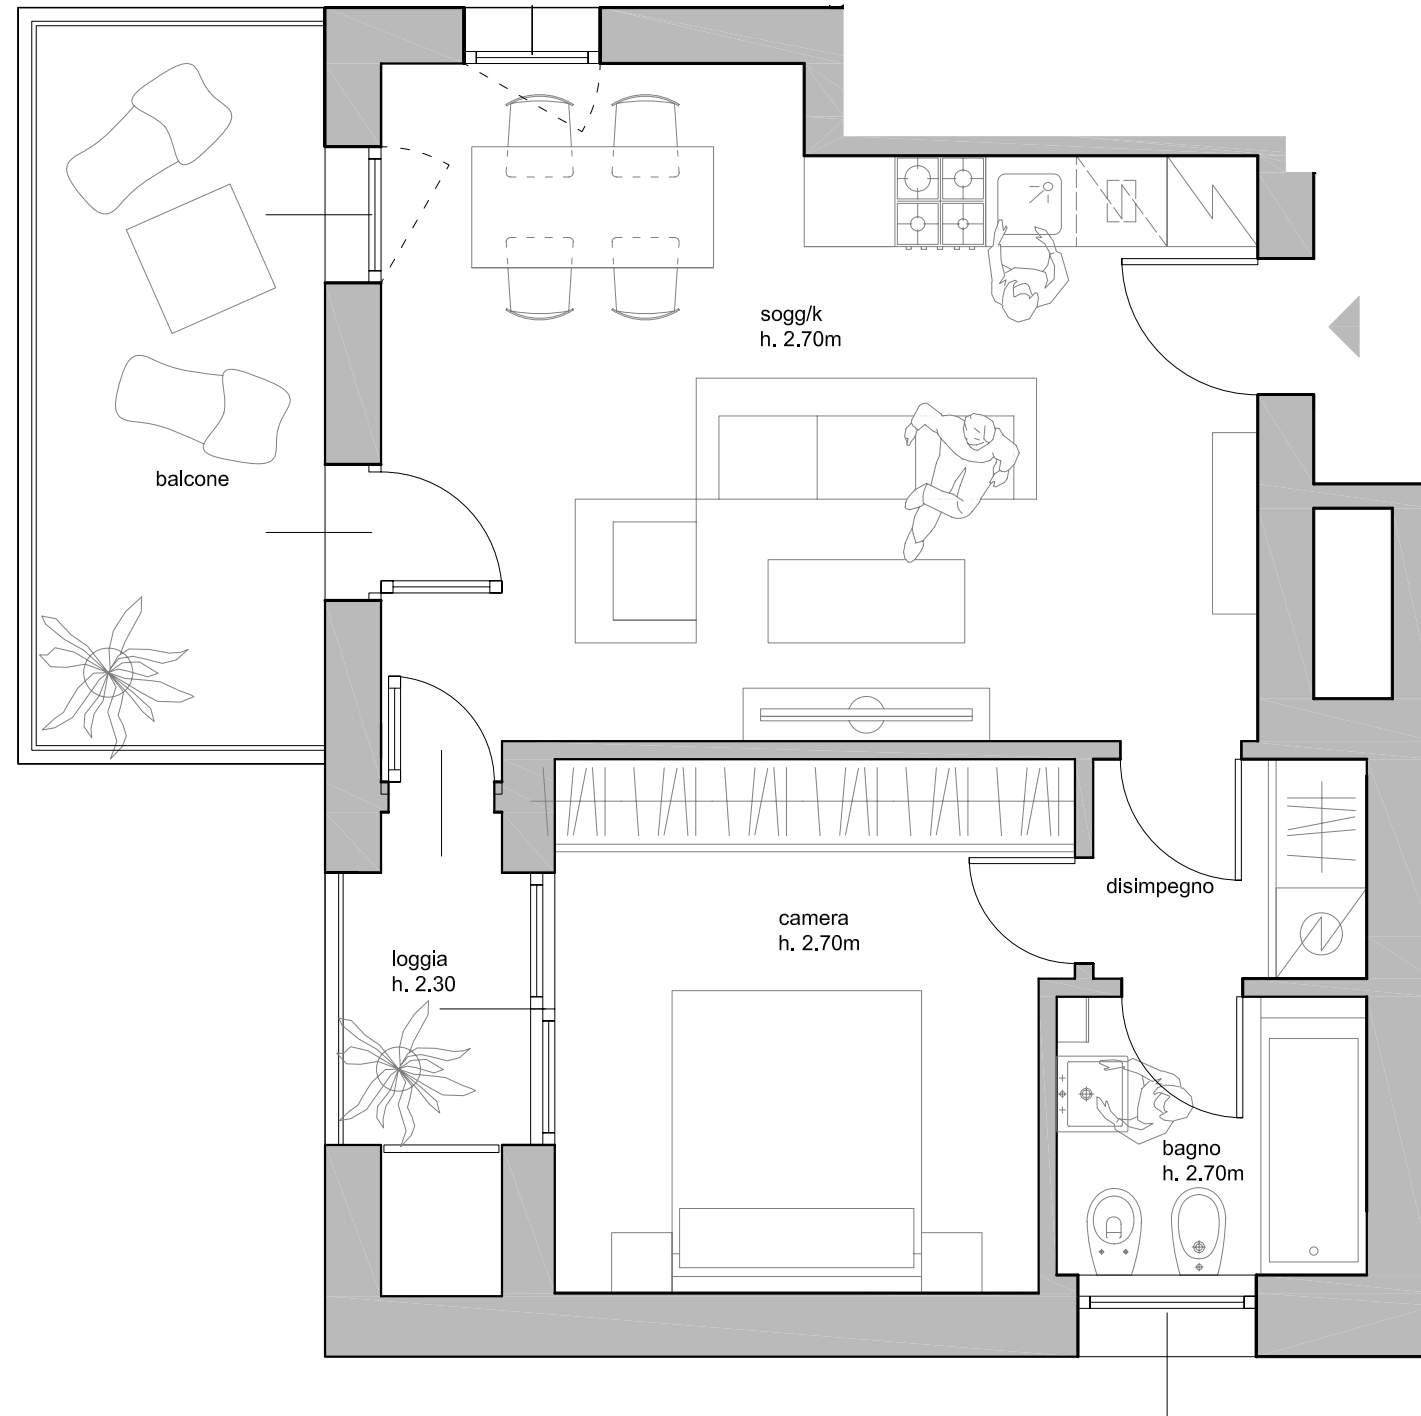 sogg/k
h. 2.70m
balcone
disimpegno
camera
h. 2.70m
loggia
h. 2.30
bagno
h. 2.70m